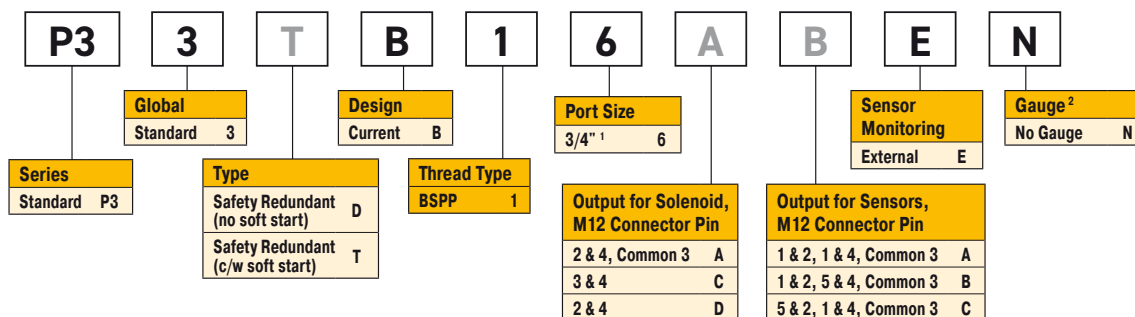 P3 3 T B 1 6 A B E N
Global
Standard 3
Design
Current B
Port Size
3/4" 1 6
Sensor
Monitoring
External E
Gauge 2
No Gauge N
Series
Standard P3
Type
Safety Redundant
(no soft start) D
Safety Redundant
(c/w soft start) T
Thread Type
BSPP 1
Output for Solenoid,
M12 Connector Pin
2 & 4, Common 3 A
3 & 4 C
2 & 4 D
Output for Sensors,
M12 Connector Pin
1 & 2, 1 & 4, Common 3 A
1 & 2, 5 & 4, Common 3 B
5 & 2, 1 & 4, Common 3 C